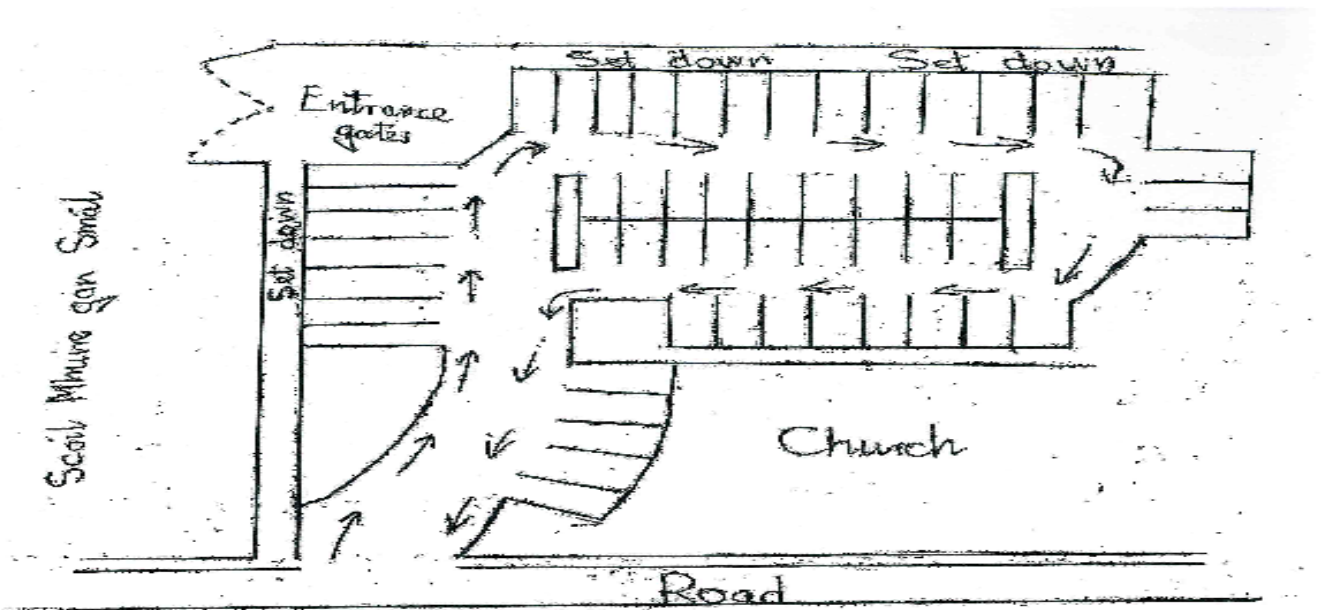 Set down
Set down
Entrance
gates
Set down
Scoil Mhuire gan Smál
Church
Road